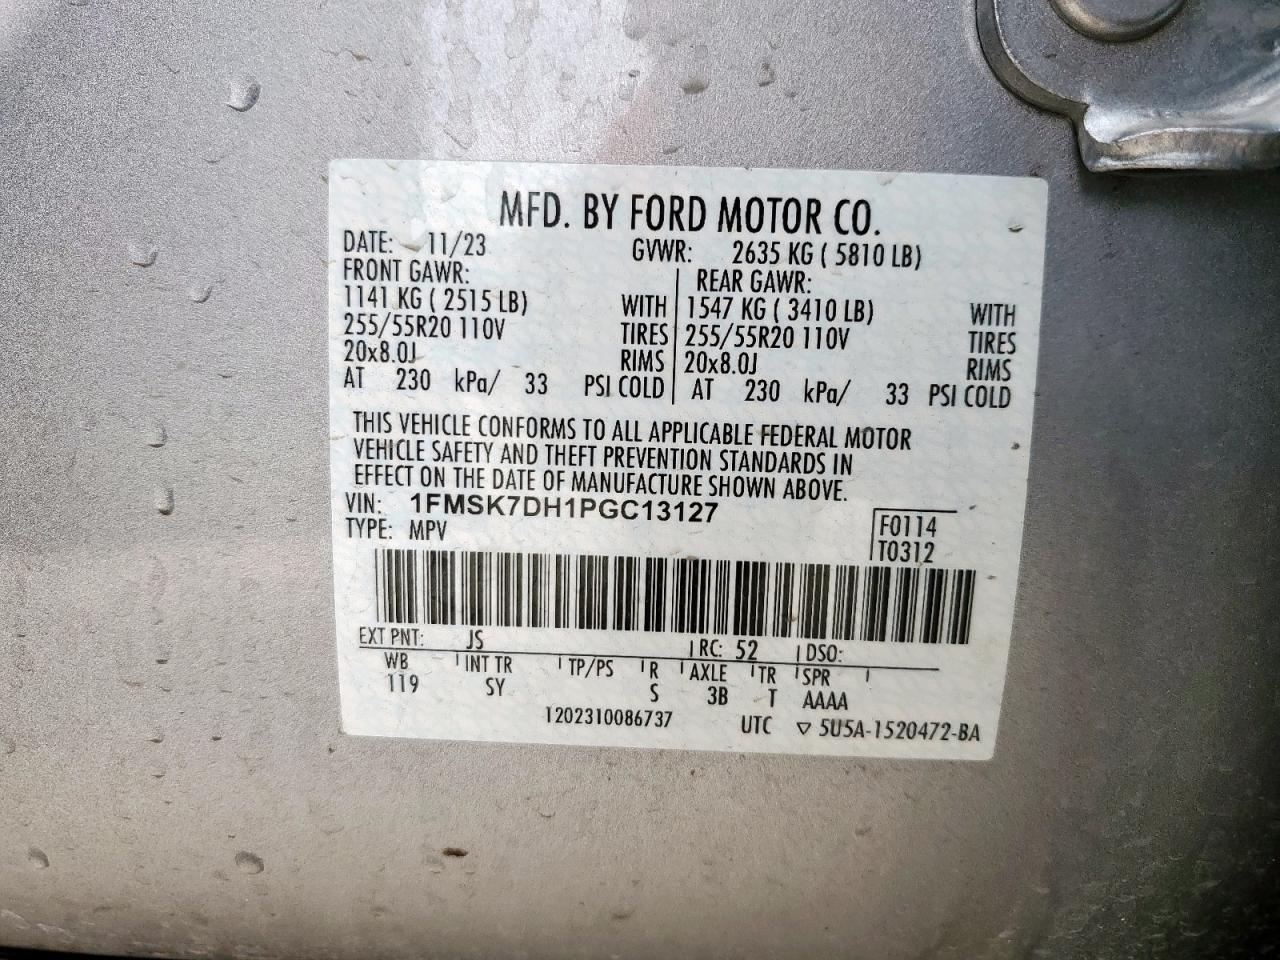 MFD. BY FORD MOTOR CO.
DATE: 11/23 GVWR: 2635 KG ( 5810 LB)
FRONT GAWR: REAR GAWR:
1141 KG ( 2515 LB) WITH 1547 KG ( 3410 LB) WITH
255/55R20 110V TIRES 255/55R20 110V TIRES
20x8.0J RIMS 20x8.0J RIMS
AT 230 kPa/ 33 PSI COLD AT 230 kPa/ 33 PSI COLD
THIS VEHICLE CONFORMS TO ALL APPLICABLE FEDERAL MOTOR
VEHICLE SAFETY AND THEFT PREVENTION STANDARDS IN
EFFECT ON THE DATE OF MANUFACTURE SHOWN ABOVE.
VIN: 1FMSK7DH1PGC13127
TYPE: MPV
F0114
T0312
EXT PNT: JS RC: 52 DSO:
WB INT TR TP/PS R AXLE TR SPR
119 SY S 3B T AAAA
1202310086737 UTC ▽ 5U5A-1520472-BA